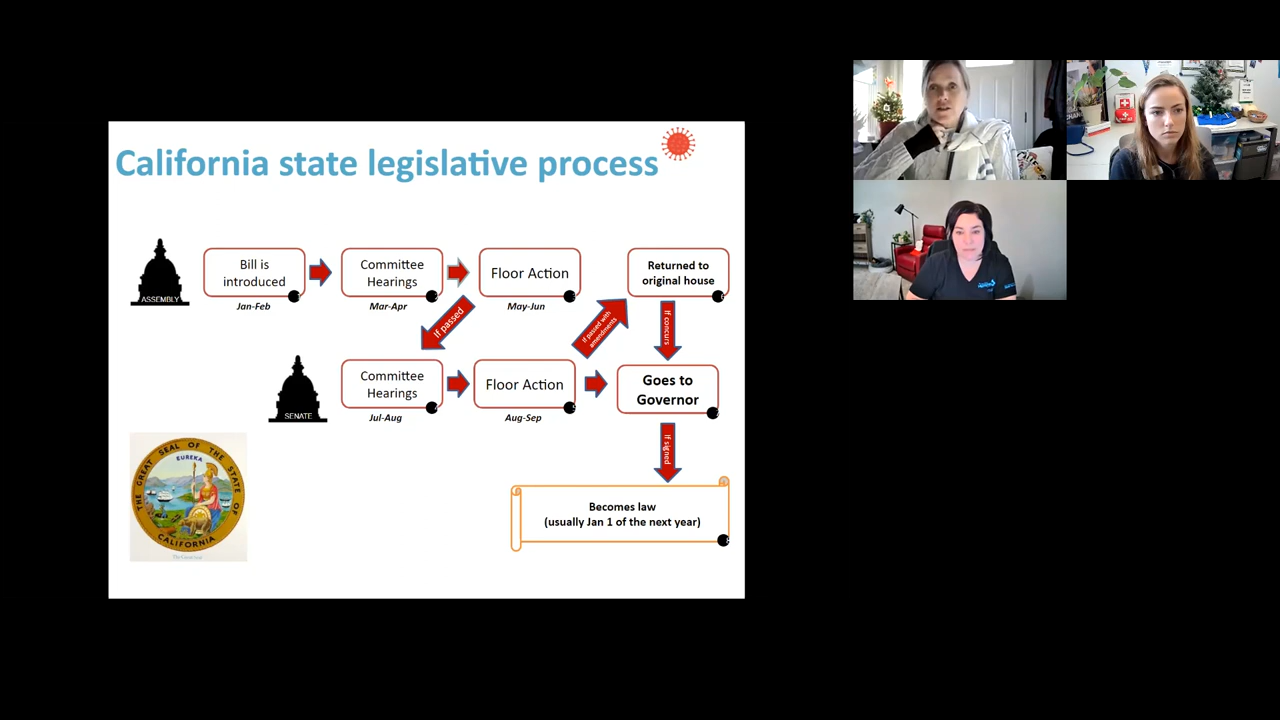 California state legislative process
ASSEMBLY
Bill is
introduced
Jan-Feb
Committee
Hearings
Mar-Apr
Floor Action
May-Jun
Returned to
original house
If passed
If passed with
amendments
If concurs
SENATE
Committee
Hearings
Jul-Aug
Floor Action
Aug-Sep
Goes to
Governor
If signed
Becomes law
(usually Jan 1 of the next year)
THE GREAT SEAL OF THE STATE OF CALIFORNIA
EUREKA